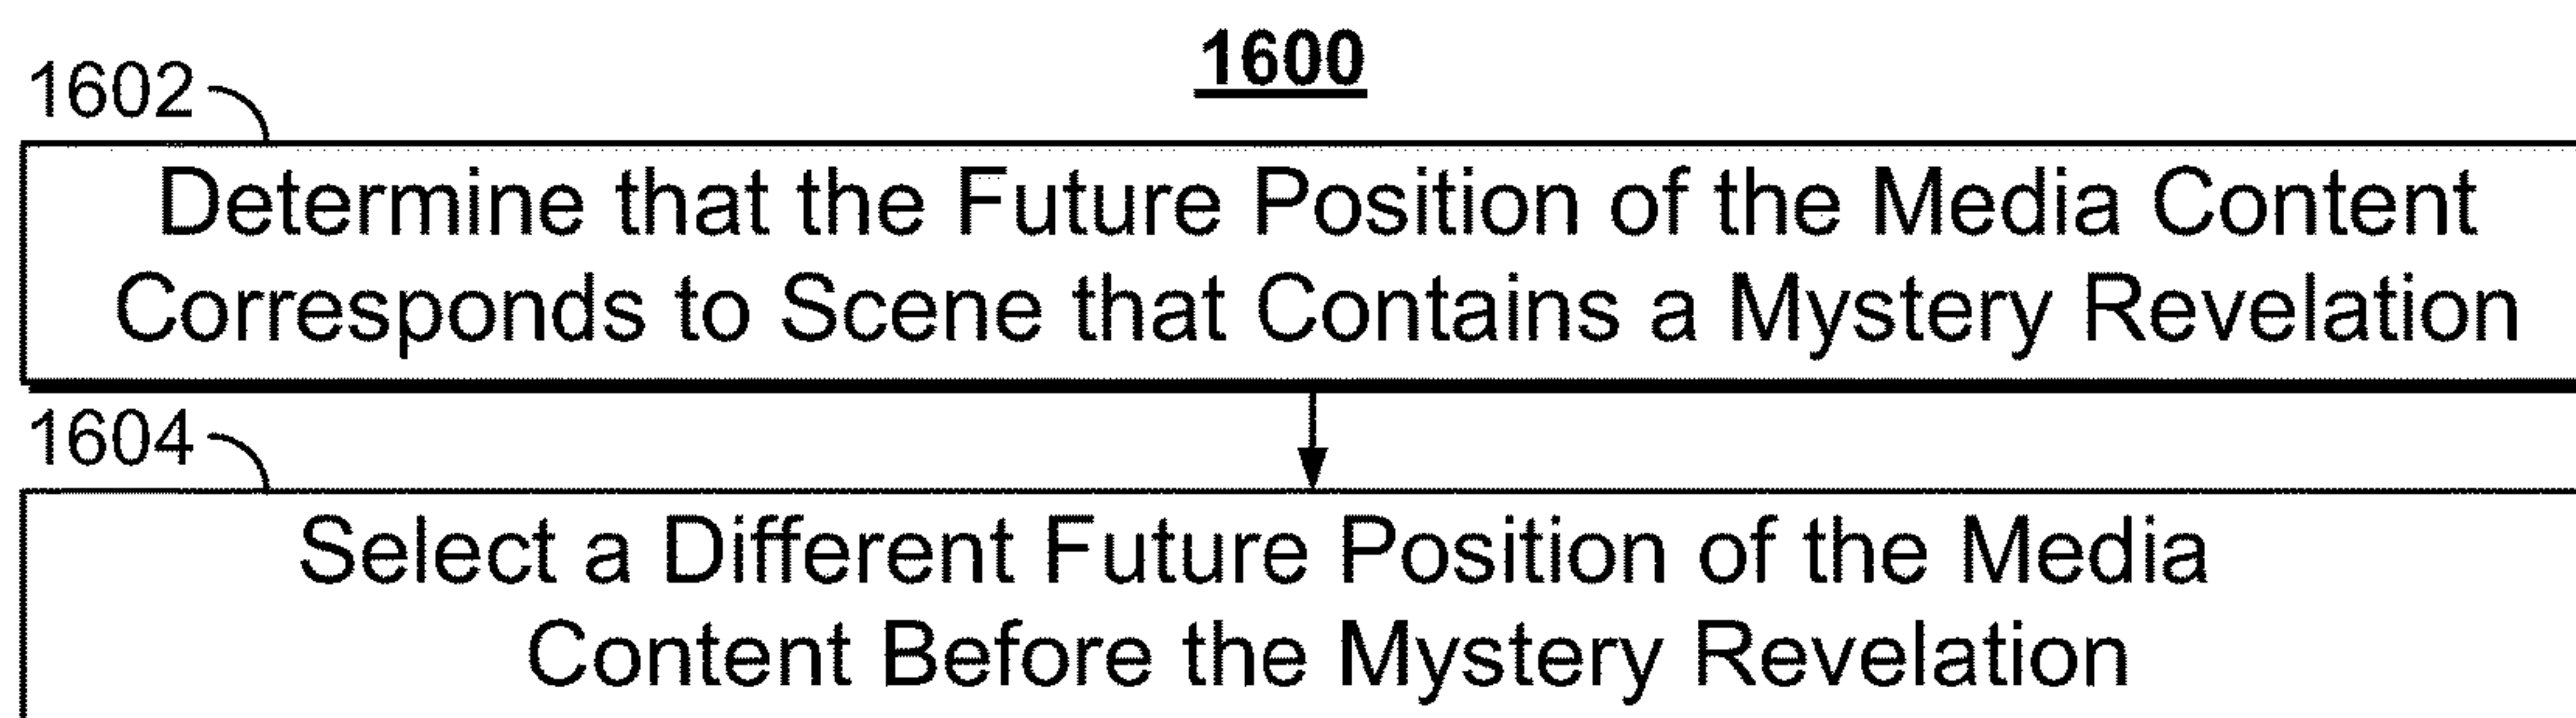 1600
1602
Determine that the Future Position of the Media Content
Corresponds to Scene that Contains a Mystery Revelation
1604
Select a Different Future Position of the Media
Content Before the Mystery Revelation